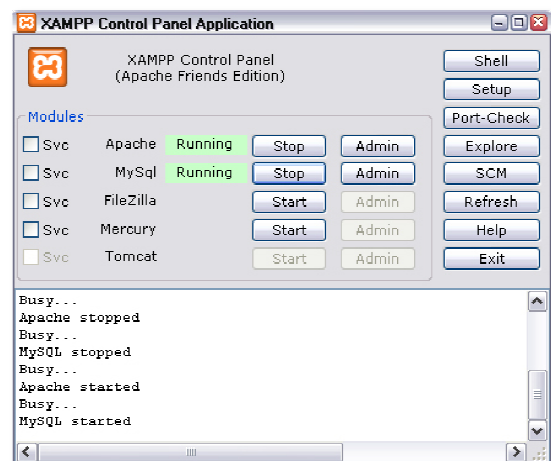 XAMPP Control Panel Application
XAMPP Control Panel
(Apache Friends Edition)
Shell
Setup
Modules
Port-Check
Svc Apache Running Stop Admin Explore
Svc MySql Running Stop Admin SCM
Svc FileZilla Start Admin Refresh
Svc Mercury Start Admin Help
Svc Tomcat Start Admin Exit
Busy...
Apache stopped
Busy...
MySQL stopped
Busy...
Apache started
Busy...
MySQL started